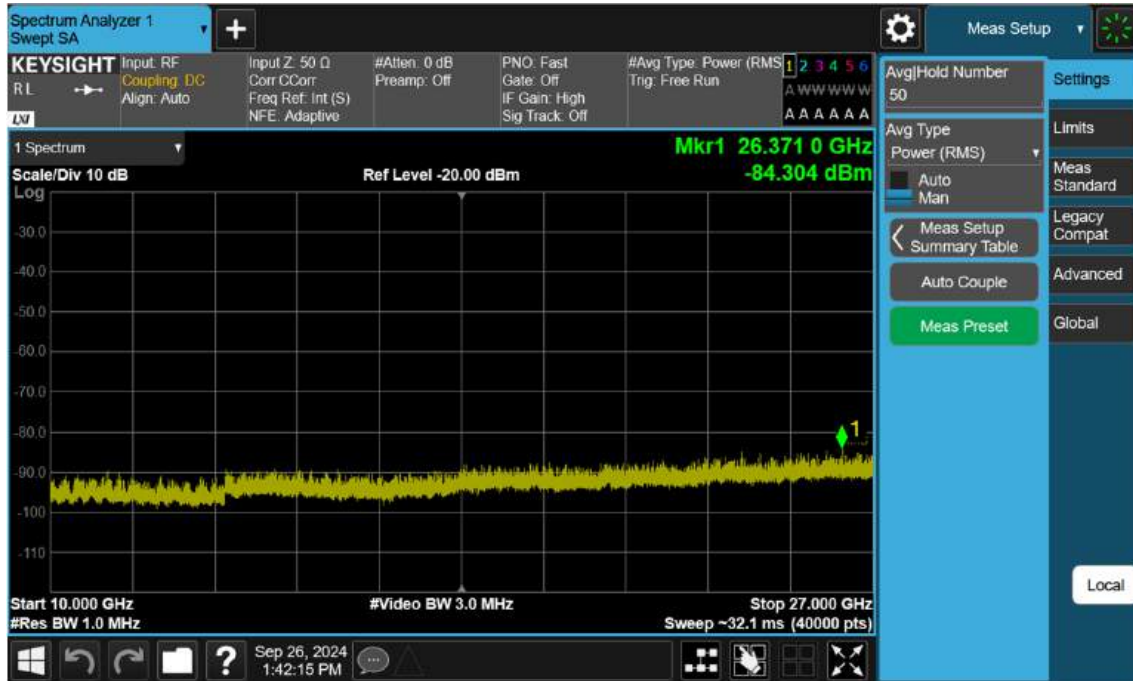 Spectrum Analyzer 1
Swept SA
+
Meas Setup
KEYSIGHT
RL
LXI
Input: RF
Coupling: DC
Align: Auto
Input Z: 50 Ω
Corr CCorr
Freq Ref: Int (S)
NFE: Adaptive
#Atten: 0 dB
Preamp: Off
PNO: Fast
Gate: Off
IF Gain: High
Sig Track: Off
#Avg Type: Power (RMS)
Trig: Free Run
1 2 3 4 5 6
A W W W W W
A A A A A A
1 Spectrum
Mkr1 26.371 0 GHz
Scale/Div 10 dB
Ref Level -20.00 dBm
-84.304 dBm
Log
-30.0
-40.0
-50.0
-60.0
-70.0
-80.0
1
-90.0
-100
-110
Start 10.000 GHz
#Video BW 3.0 MHz
Stop 27.000 GHz
#Res BW 1.0 MHz
Sweep ~32.1 ms (40000 pts)
Avg|Hold Number
50
Avg Type
Power (RMS)
Auto
Man
Meas Setup
Summary Table
Auto Couple
Meas Preset
Settings
Limits
Meas
Standard
Legacy
Compat
Advanced
Global
Local
?
Sep 26, 2024
1:42:15 PM